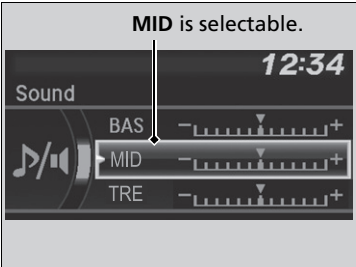 MID is selectable.
12:34
Sound
BAS - +
MID - +
TRE - +